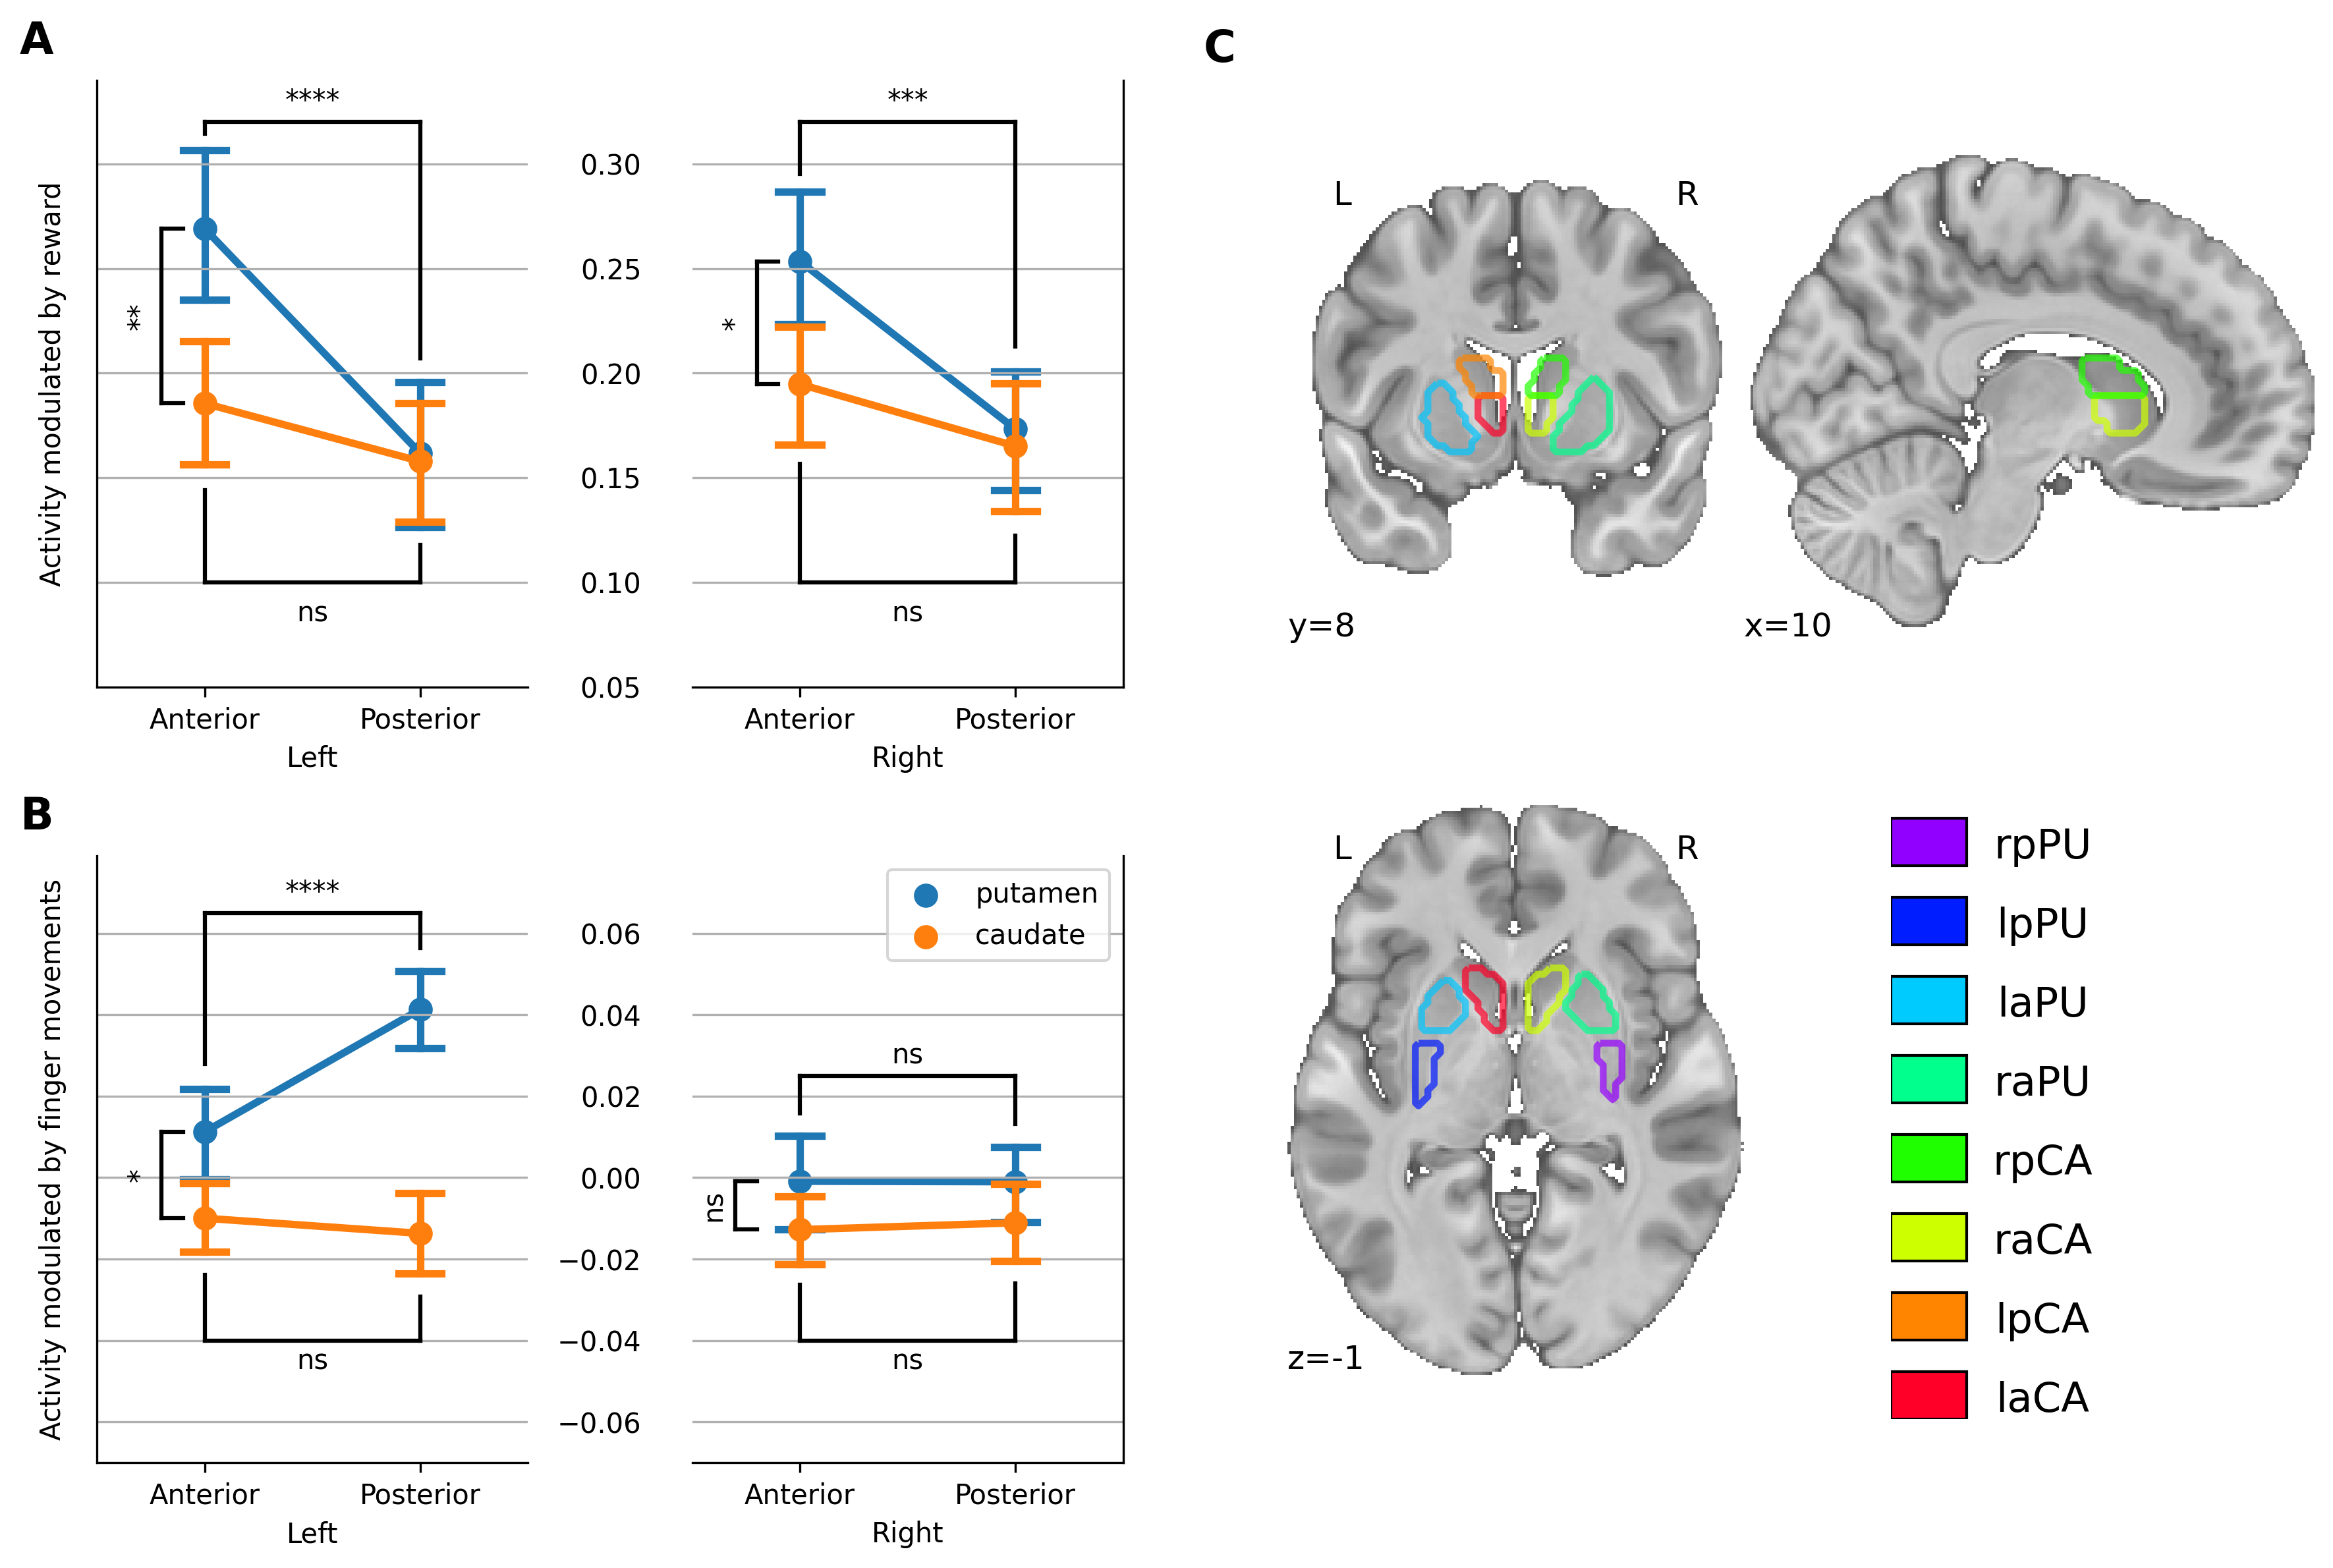 A
Activity modulated by reward
****
**
ns
Anterior Posterior
Left
0.30
0.25
0.20
0.15
0.10
0.05
***
*
ns
Anterior Posterior
Right
B
Activity modulated by finger movements
****
*
ns
Anterior Posterior
Left
0.06
0.04
0.02
0.00
−0.02
−0.04
−0.06
putamen
caudate
ns
ns
ns
Anterior Posterior
Right
C
L R
y=8
x=10
L R
z=-1
rpPU
lpPU
laPU
raPU
rpCA
raCA
lpCA
laCA